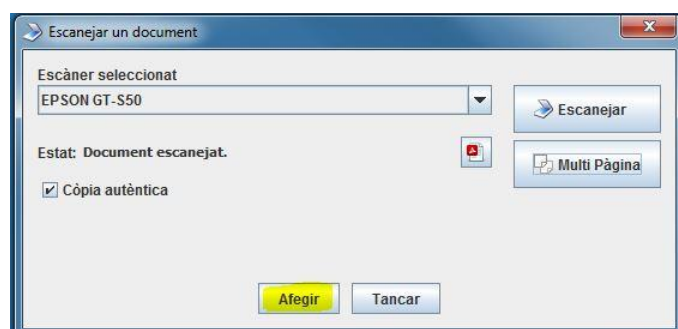 Escanejar un document
Escàner seleccionat
EPSON GT-S50
Escanejar
Estat: Document escanejat.
Multi Pàgina
Còpia autèntica
Afegir
Tancar